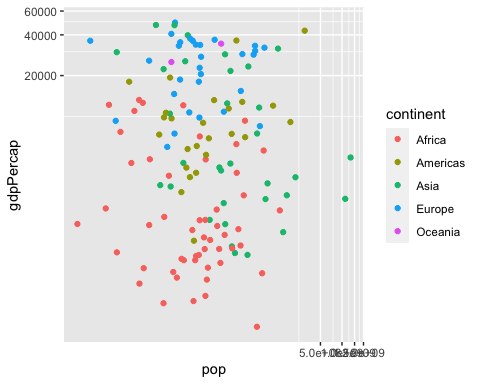 60000
40000
20000
gdpPercap
pop
continent
Africa
Americas
Asia
Europe
Oceania